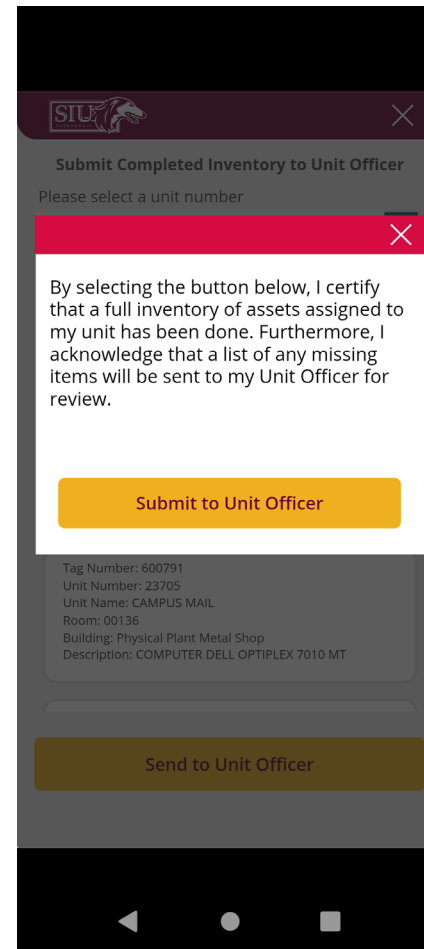 SIU
Submit Completed Inventory to Unit Officer
Please select a unit number
By selecting the button below, I certify
that a full inventory of assets assigned to
my unit has been done. Furthermore, I
acknowledge that a list of any missing
items will be sent to my Unit Officer for
review.
Submit to Unit Officer
Tag Number: 600791
Unit Number: 23705
Unit Name: CAMPUS MAIL
Room: 00136
Building: Physical Plant Metal Shop
Description: COMPUTER DELL OPTIPLEX 7010 MT
Send to Unit Officer